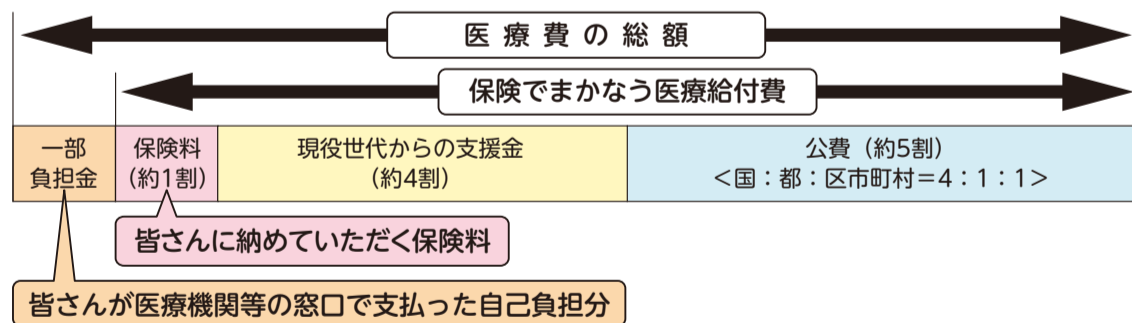 医療費の総額
保険でまかなう医療給付費
一部
負担金
保険料
(約1割)
現役世代からの支援金
(約4割)
公費（約5割）
＜国：都：区市町村＝4：1：1＞
皆さんに納めていただく保険料
皆さんが医療機関等の窓口で支払った自己負担分